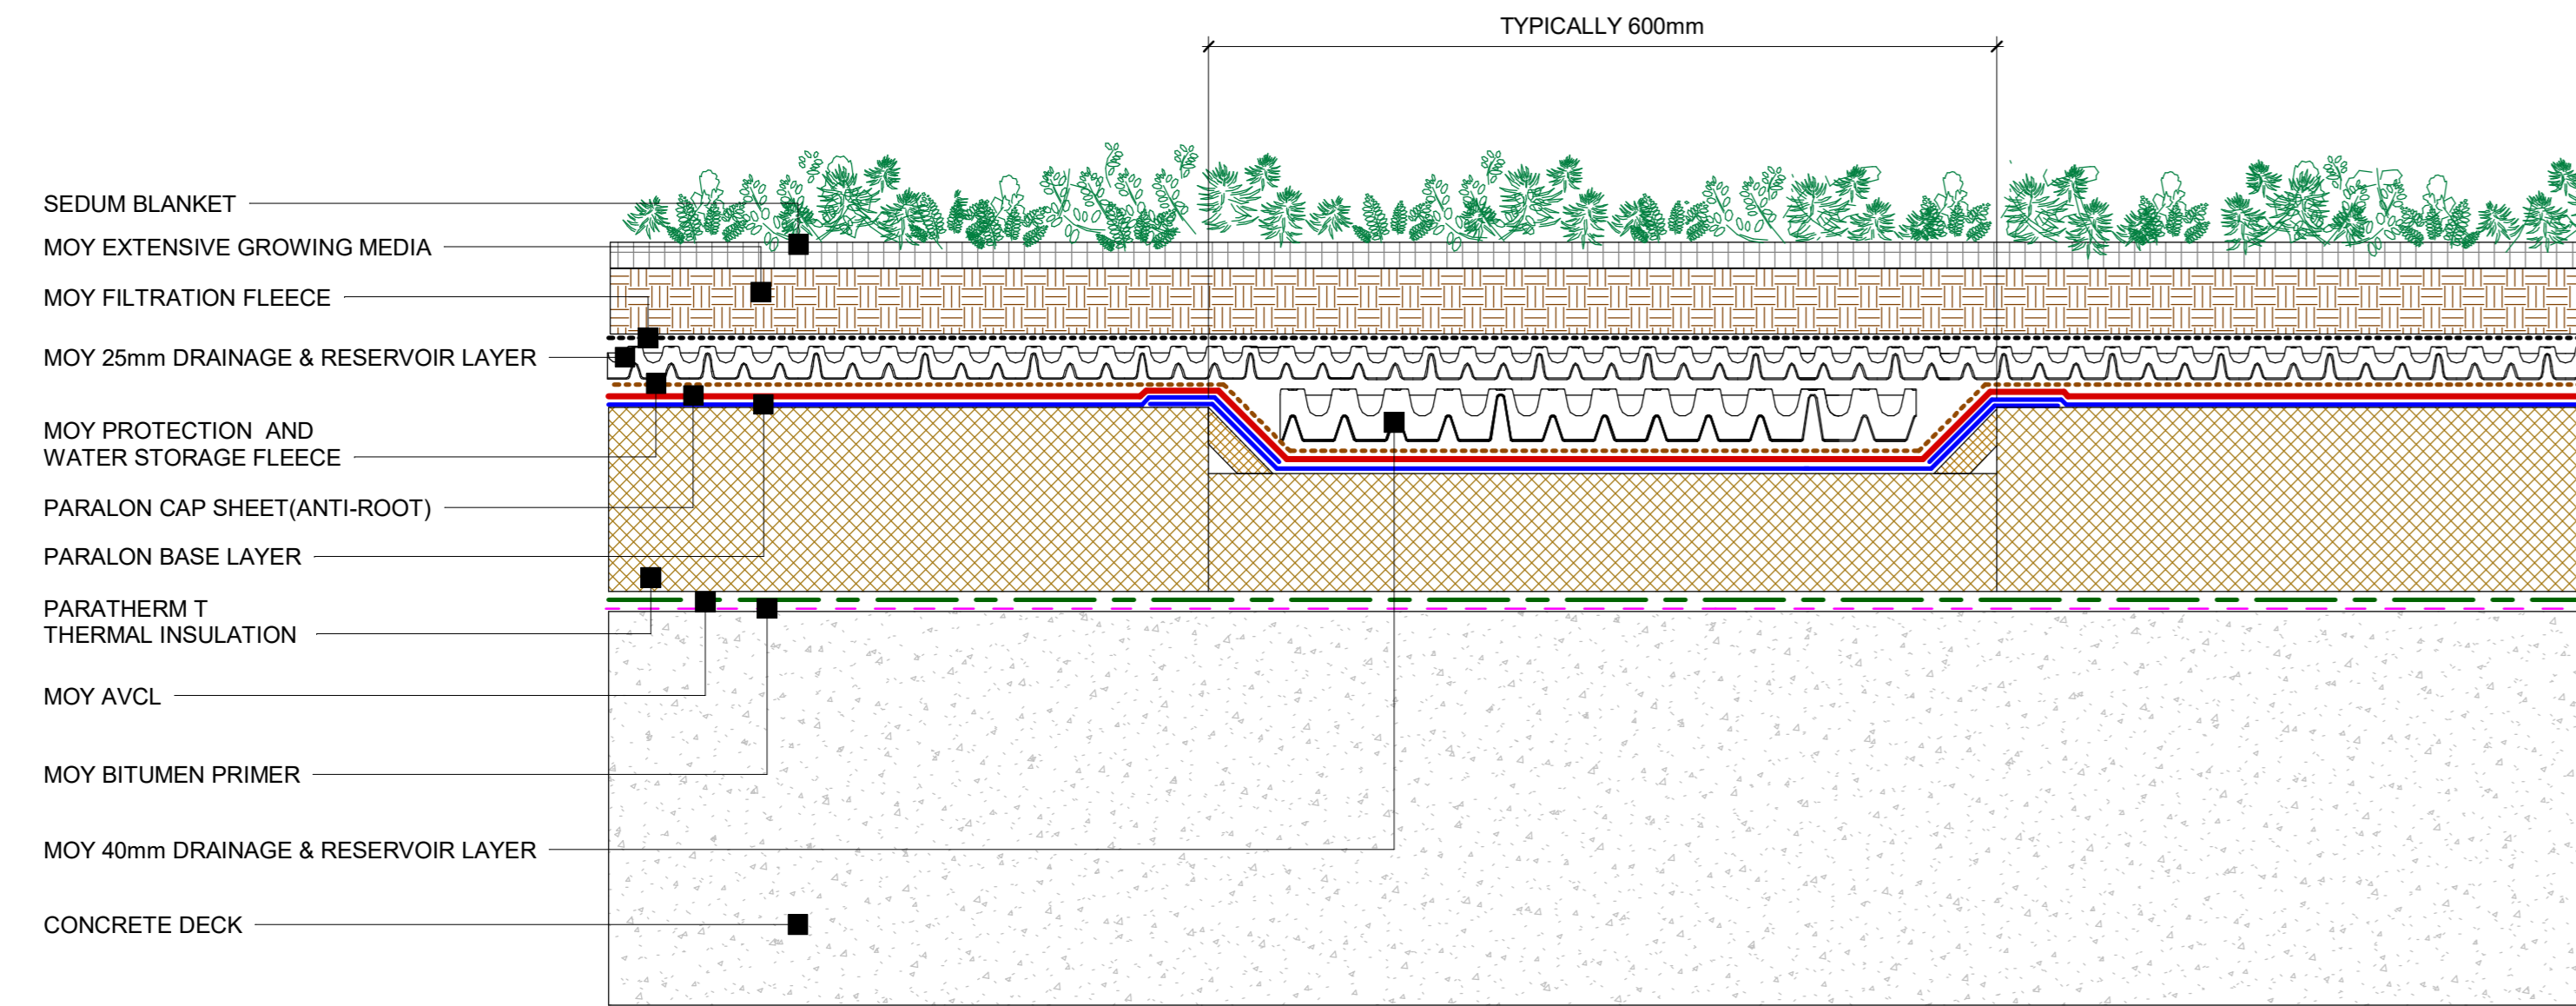 TYPICALLY 600mm
SEDUM BLANKET
MOY EXTENSIVE GROWING MEDIA
MOY FILTRATION FLEECE
MOY 25mm DRAINAGE & RESERVOIR LAYER
MOY PROTECTION AND
WATER STORAGE FLEECE
PARALON CAP SHEET(ANTI-ROOT)
PARALON BASE LAYER
PARATHERM T
THERMAL INSULATION
MOY AVCL
MOY BITUMEN PRIMER
MOY 40mm DRAINAGE & RESERVOIR LAYER
CONCRETE DECK